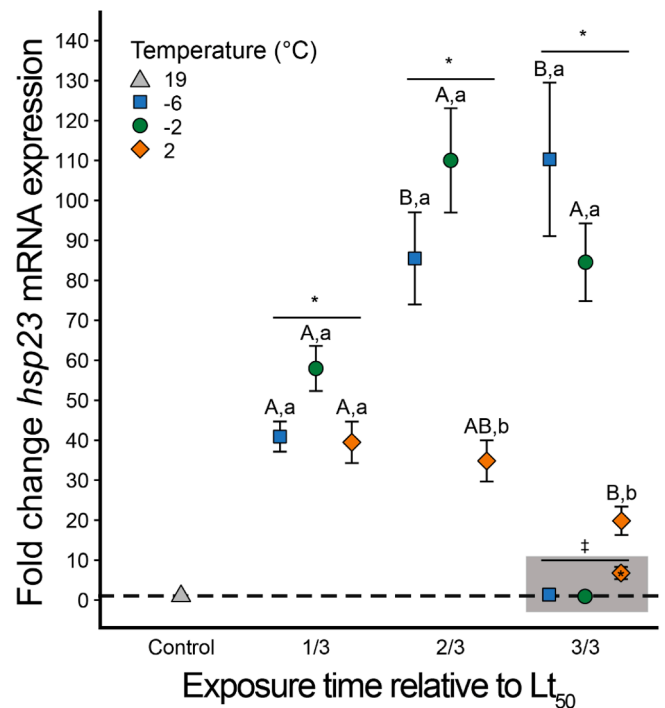 Fold change hsp23 mRNA expression
140
130
120
110
100
90
80
70
60
50
40
30
20
10
0
Temperature (°C)
19
-6
-2
2
*
A,a
A,a
A,a
*
B,a
A,a
AB,b
*
B,a
A,a
B,b
‡
*
Control
1/3
2/3
3/3
Exposure time relative to Lt50